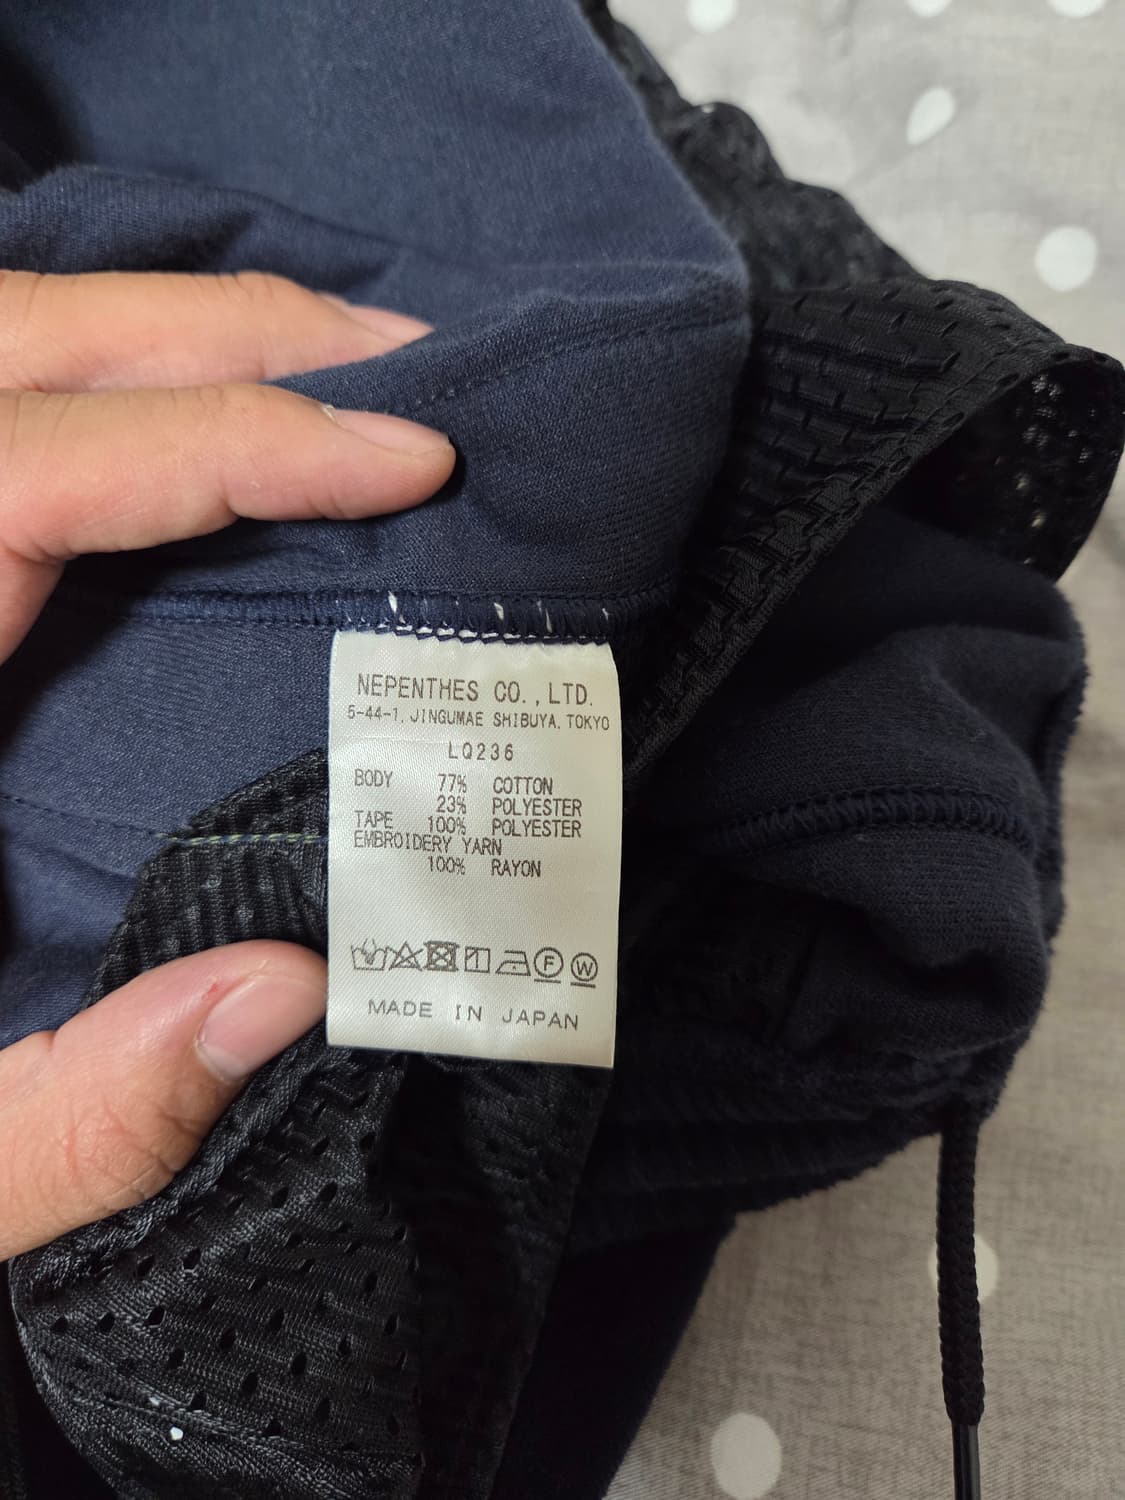 NEPENTHES CO.,LTD.
5-44-1, JINGUMAE SHIBUYA, TOKYO
LQ236
BODY 77% COTTON
23% POLYESTER
TAPE 100% POLYESTER
EMBROIDERY YARN
100% RAYON
F W
MADE IN JAPAN